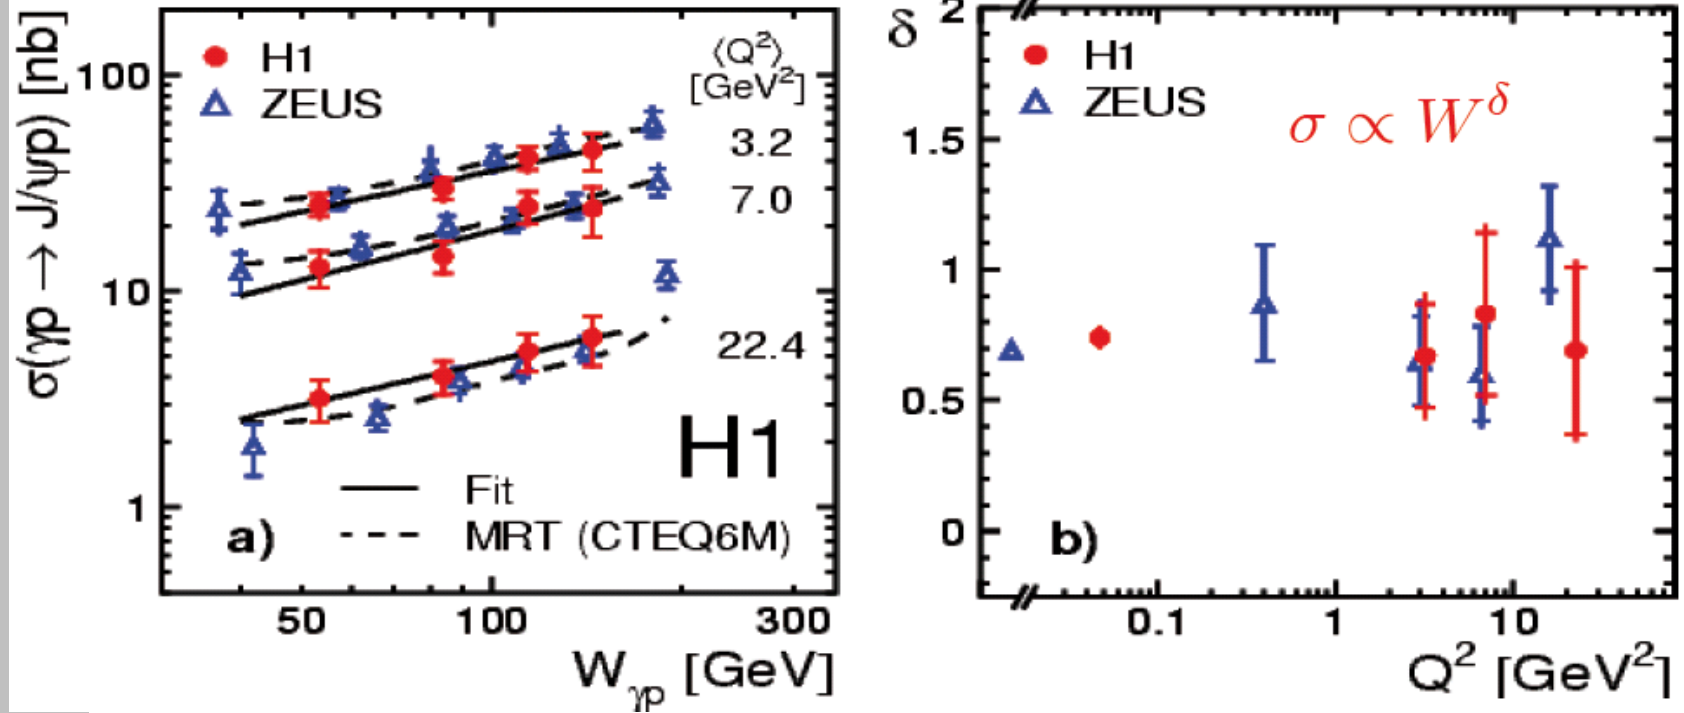 σ(γp → J/ψp) [nb]
100
10
1
H1
ZEUS
⟨Q²⟩
[GeV²]
3.2
7.0
22.4
H1
Fit
MRT (CTEQ6M)
a)
50 100 300
W_γp [GeV]
δ
2
1.5
1
0.5
0
H1
ZEUS
σ ∝ W^δ
b)
0.1 1 10
Q² [GeV²]